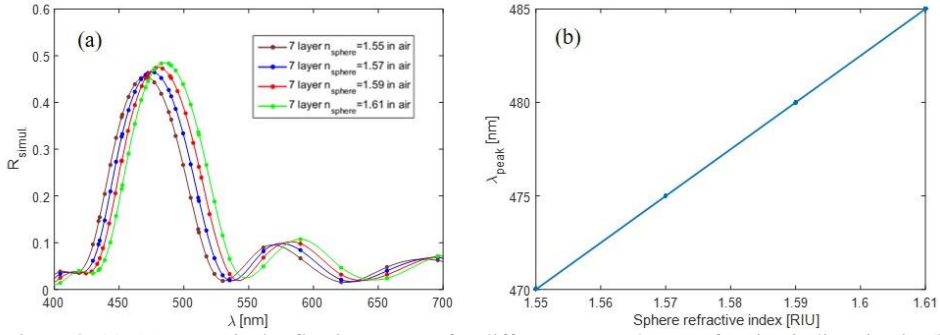 (a)
7 layer n_sphere=1.55 in air
7 layer n_sphere=1.57 in air
7 layer n_sphere=1.59 in air
7 layer n_sphere=1.61 in air
R_simul.
0.6
0.5
0.4
0.3
0.2
0.1
0
400 450 500 550 600 650 700
λ [nm]
(b)
λ_peak [nm]
485
480
475
470
1.55 1.56 1.57 1.58 1.59 1.6 1.61
Sphere refractive index [RIU]